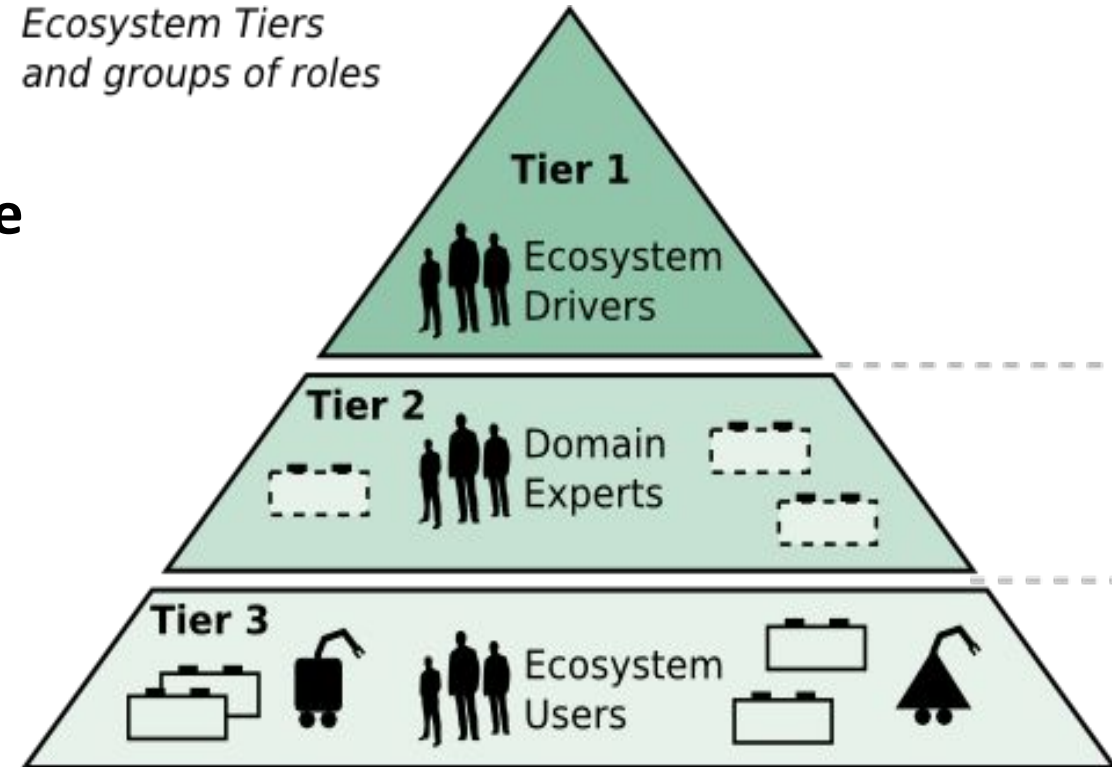 Ecosystem Tiers
and groups of roles
e
Tier 1
Ecosystem
Drivers
Tier 2
Domain
Experts
Tier 3
Ecosystem
Users